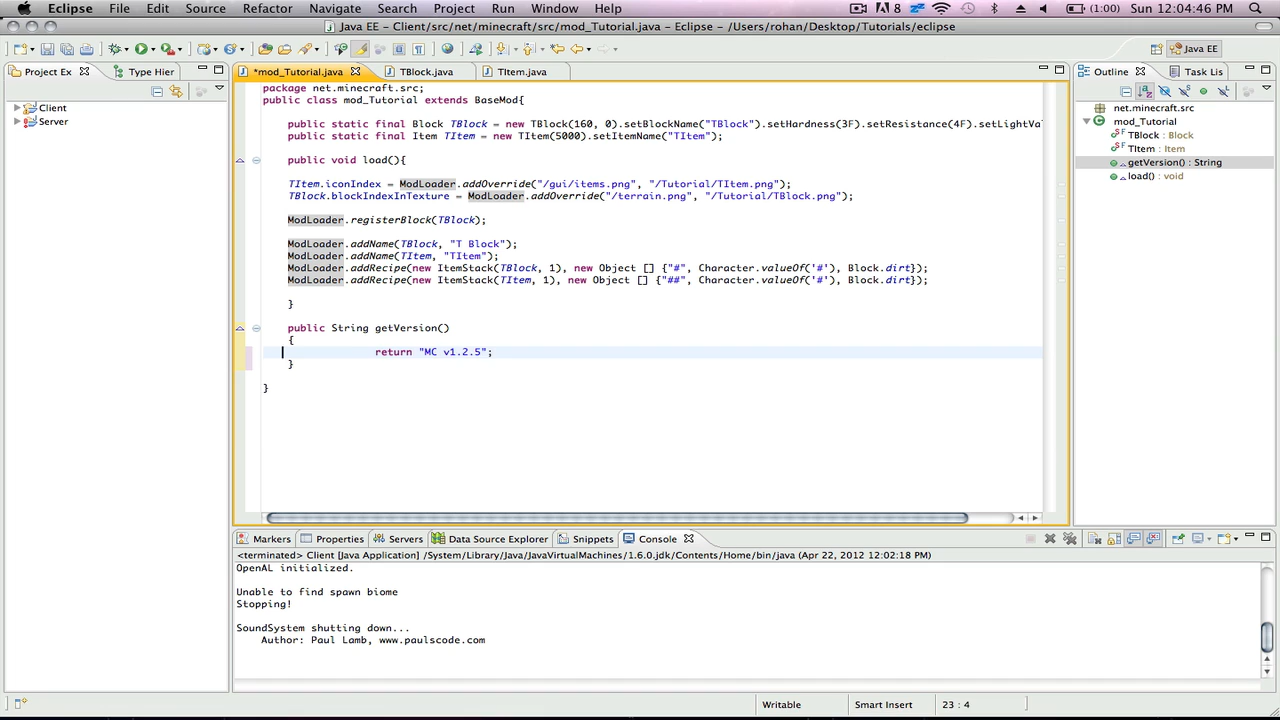 Eclipse File Edit Source Refactor Navigate Search Project Run Window Help 8 (1:00) Sun 12:04:46
Java EE - Client/src/net/minecraft/src/mod_Tutorial.java - Eclipse - /Users/rohan/Desktop/Tutorials/eclipse
Java EE
Project Ex Type Hier *mod_Tutorial.java TBlock.java TItem.java Outline Task Lis
Client
Server
package net.minecraft.src;
public class mod_Tutorial extends BaseMod{
public static final Block TBlock = new TBlock(160, 0).setBlockName("TBlock").setHardness(3F).setResistance(4F).setLightVa
public static final Item TItem = new TItem(5000).setItemName("TItem");
public void load(){
TItem.iconIndex = ModLoader.addOverride("/gui/items.png", "/Tutorial/TItem.png");
TBlock.blockIndexInTexture = ModLoader.addOverride("/terrain.png", "/Tutorial/TBlock.png");
ModLoader.registerBlock(TBlock);
ModLoader.addName(TBlock, "T Block");
ModLoader.addName(TItem, "TItem");
ModLoader.addRecipe(new ItemStack(TBlock, 1), new Object [] {"#", Character.valueOf('#'), Block.dirt});
ModLoader.addRecipe(new ItemStack(TItem, 1), new Object [] {"##", Character.valueOf('#'), Block.dirt});
}
public String getVersion()
{
return "MC v1.2.5";
}
}
net.minecraft.src
mod_Tutorial
TBlock : Block
TItem : Item
getVersion() : String
load() : void
Markers Properties Servers Data Source Explorer Snippets Console
<terminated> Client [Java Application] /System/Library/Java/JavaVirtualMachines/1.6.0.jdk/Contents/Home/bin/java (Apr 22, 2012 12:02:18 PM)
OpenAL initialized.
Unable to find spawn biome
Stopping!
SoundSystem shutting down...
Author: Paul Lamb, www.paulscode.com
Writable Smart Insert 23 : 4